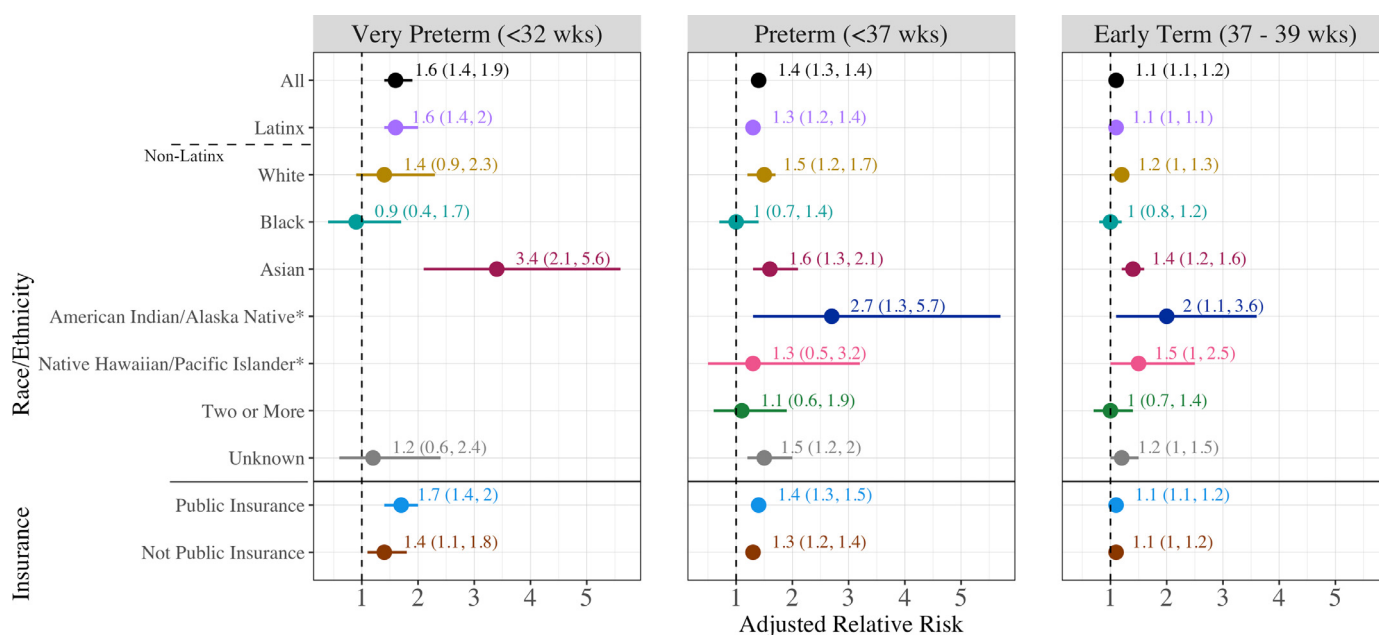 Very Preterm (<32 wks) Preterm (<37 wks) Early Term (37 - 39 wks)
All 1.6 (1.4, 1.9) 1.4 (1.3, 1.4) 1.1 (1.1, 1.2)
Latinx 1.6 (1.4, 2) 1.3 (1.2, 1.4) 1.1 (1, 1.1)
Non-Latinx
White 1.4 (0.9, 2.3) 1.5 (1.2, 1.7) 1.2 (1, 1.3)
Black 0.9 (0.4, 1.7) 1 (0.7, 1.4) 1 (0.8, 1.2)
Asian 3.4 (2.1, 5.6) 1.6 (1.3, 2.1) 1.4 (1.2, 1.6)
American Indian/Alaska Native* 2.7 (1.3, 5.7) 2 (1.1, 3.6)
Native Hawaiian/Pacific Islander* 1.3 (0.5, 3.2) 1.5 (1, 2.5)
Two or More 1.1 (0.6, 1.9) 1 (0.7, 1.4)
Unknown 1.2 (0.6, 2.4) 1.5 (1.2, 2) 1.2 (1, 1.5)
Race/Ethnicity
Public Insurance 1.7 (1.4, 2) 1.4 (1.3, 1.5) 1.1 (1.1, 1.2)
Not Public Insurance 1.4 (1.1, 1.8) 1.3 (1.2, 1.4) 1.1 (1, 1.2)
Insurance
1 2 3 4 5 1 2 3 4 5 1 2 3 4 5
Adjusted Relative Risk